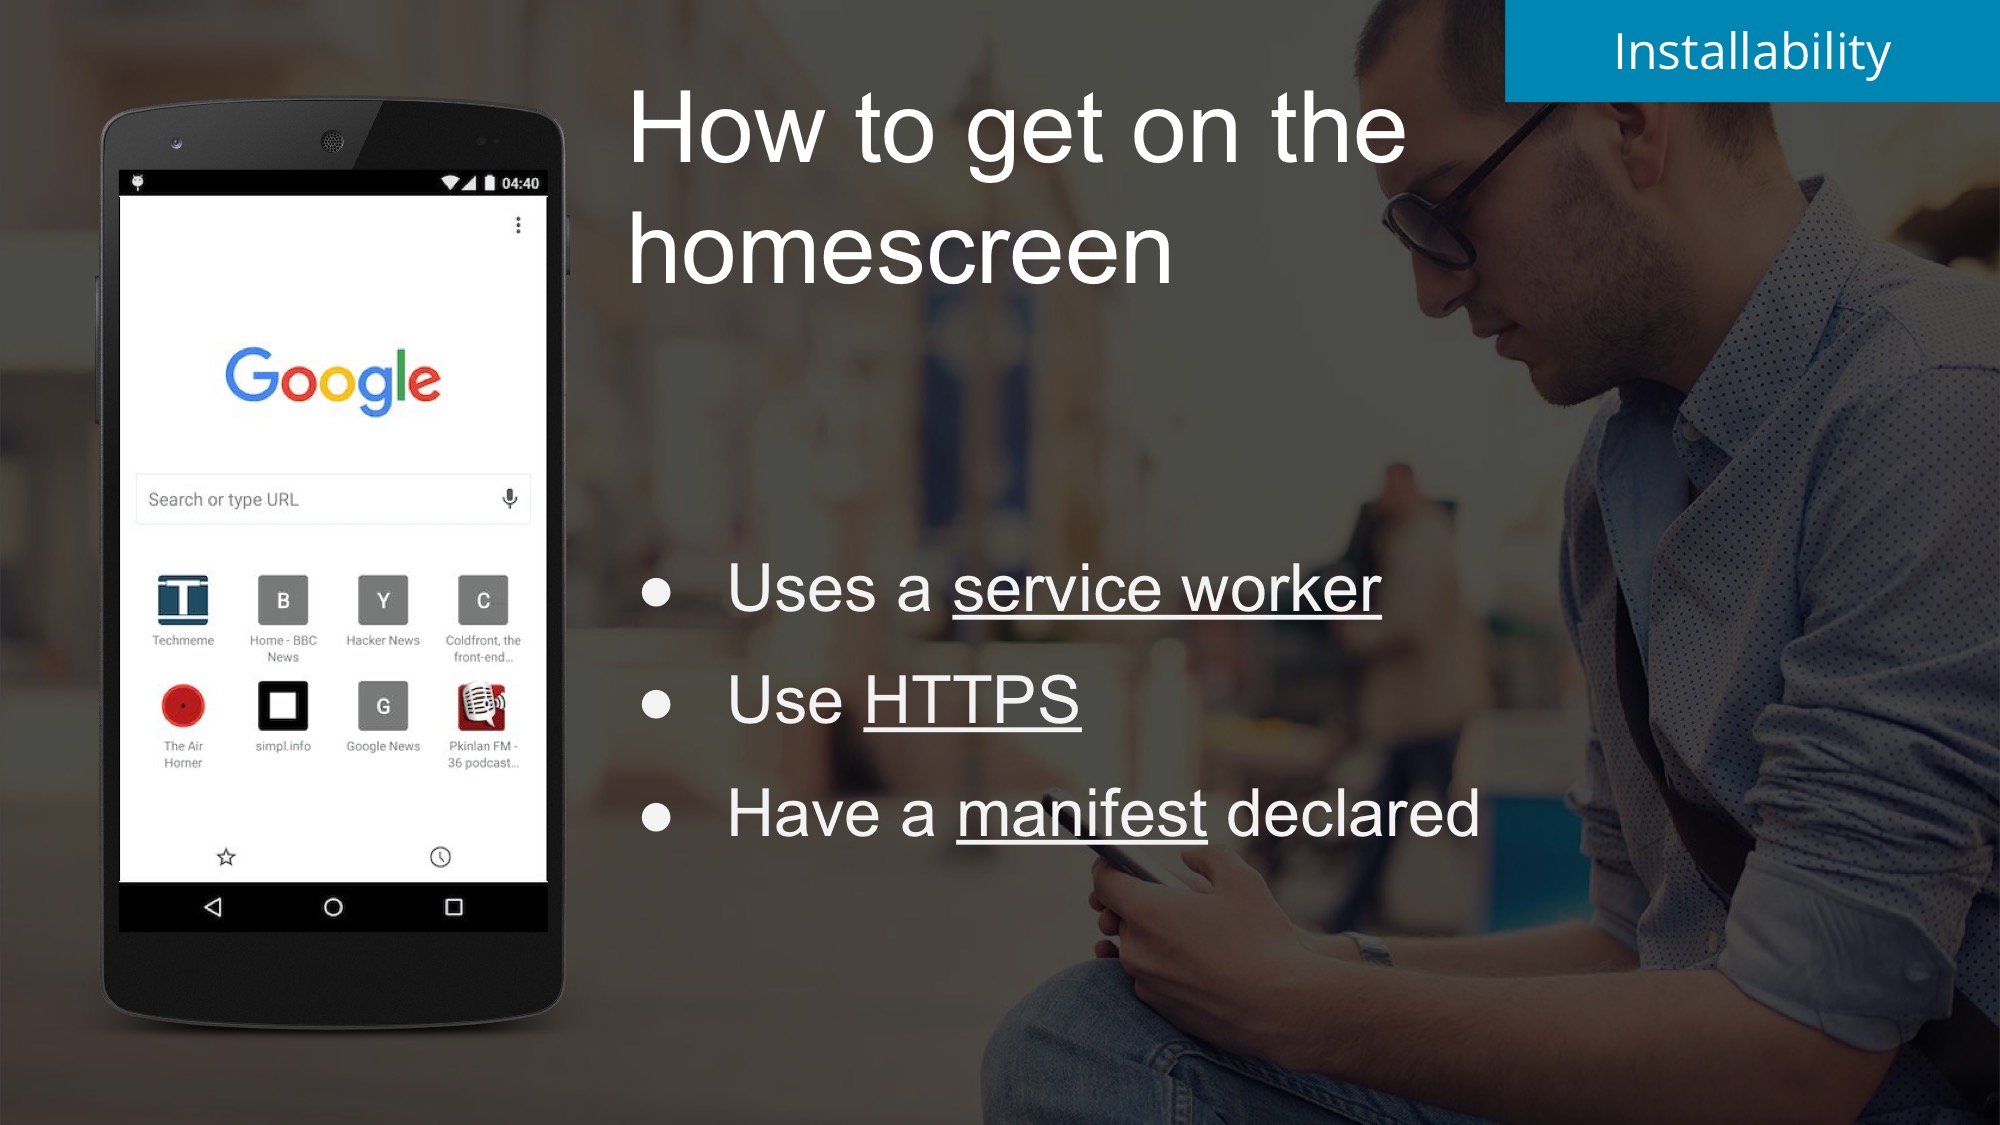 Installability
How to get on the
homescreen
04:40
Google
Search or type URL
T
B
Y
C
Techmeme
Home - BBC
News
Hacker News
Coldfront, the
front-end...
G
The Air
Horner
simpl.info
Google News
Pkinlan FM -
36 podcast...
● Uses a service worker
● Use HTTPS
● Have a manifest declared